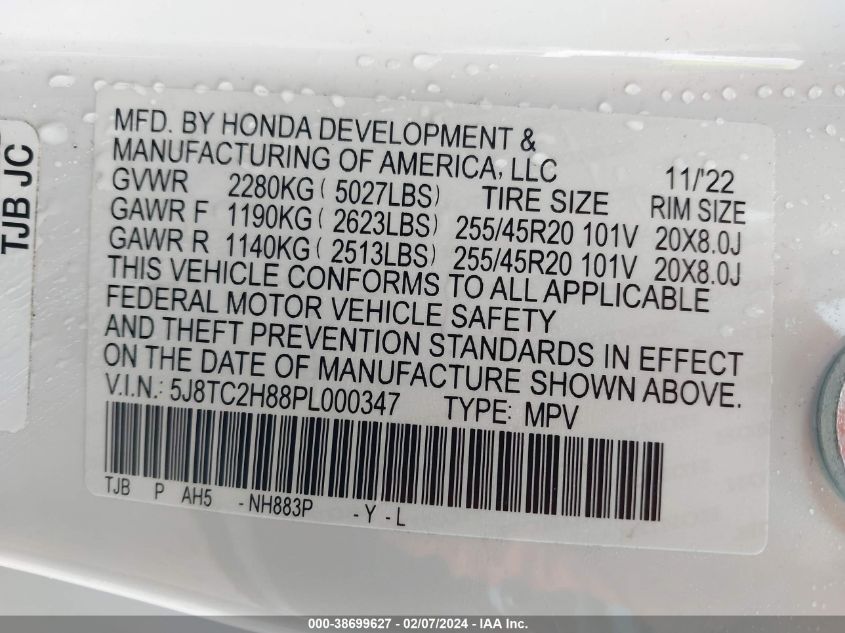 MFD. BY HONDA DEVELOPMENT &
MANUFACTURING OF AMERICA, LLC 11/'22
GVWR 2280KG ( 5027LBS) TIRE SIZE RIM SIZE
GAWR F 1190KG ( 2623LBS) 255/45R20 101V 20X8.0J
GAWR R 1140KG ( 2513LBS) 255/45R20 101V 20X8.0J
THIS VEHICLE CONFORMS TO ALL APPLICABLE
FEDERAL MOTOR VEHICLE SAFETY
AND THEFT PREVENTION STANDARDS IN EFFECT
ON THE DATE OF MANUFACTURE SHOWN ABOVE.
V.I.N.: 5J8TC2H88PL000347 TYPE: MPV
TJB P AH5 - NH883P - Y - L
TJB JC
000-38699627 - 02/07/2024 - IAA Inc.